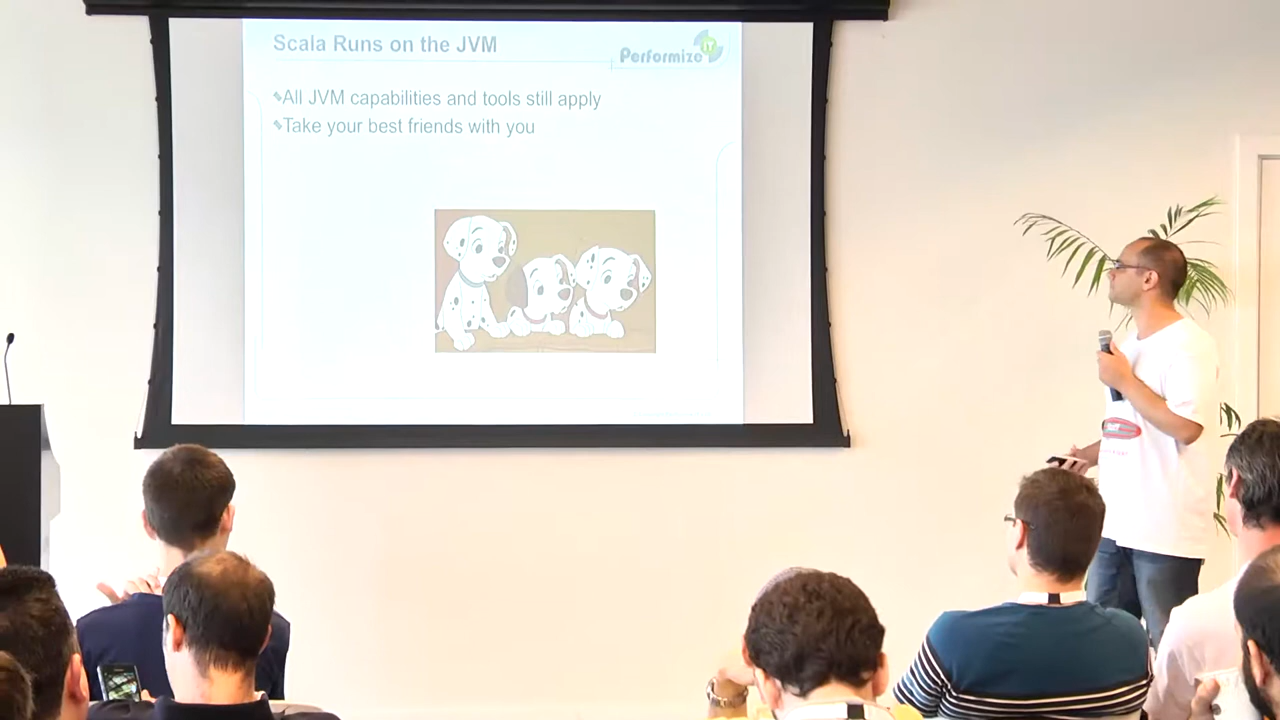 Scala Runs on the JVM
Performize IT
All JVM capabilities and tools still apply
Take your best friends with you